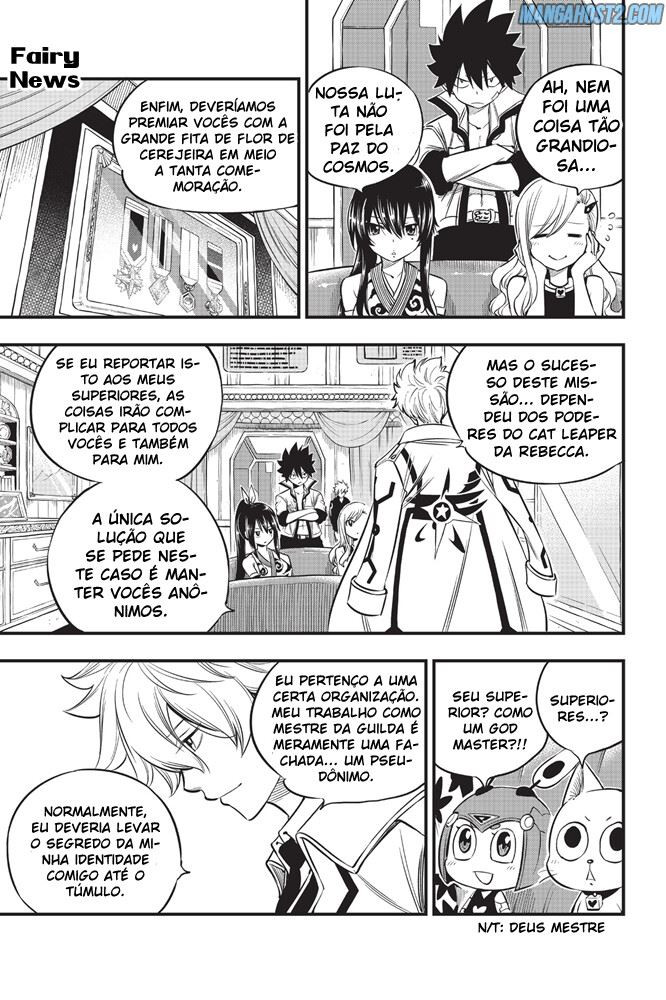 MANGAHOST2.COM
Fairy
News
AH, NEM
FOI UMA
COISA TÃO
GRANDIO-
SA...
NOSSA LU-
TA NÃO
FOI PELA
PAZ DO
COSMOS.
ENFIM, DEVERÍAMOS
PREMIAR VOCÊS COM A
GRANDE FITA DE FLOR DE
CEREJEIRA EM MEIO
A TANTA COME-
MORAÇÃO.
MAS O SUCES-
SO DESTE MIS-
SÃO... DEPEN-
DEU DOS PODE-
RES DO CAT LEAPER
DA REBECCA.
SE EU REPORTAR IS-
TO AOS MEUS
SUPERIORES, AS
COISAS IRÃO COM-
PLICAR PARA TODOS
VOCÊS E TAMBÉM
PARA MIM.
A ÚNICA SO-
LUÇÃO QUE
SE PEDE NES-
TE CASO É MAN-
TER VOCÊS ANÔ-
NIMOS.
SUPERIO-
RES...?
SEU SUPE-
RIOR? COMO
UM GOD
MASTER?!!
N/T: DEUS MESTRE
EU PERTENÇO A UMA
CERTA ORGANIZAÇÃO.
MEU TRABALHO COMO
MESTRE DA GUILDA É
MERAMENTE UMA FA-
CHADA... UM PSEU-
DÔNIMO.
NORMALMENTE,
EU DEVERIA LEVAR
O SEGREDO DA MI-
NHA IDENTIDADE
COMIGO ATÉ O
TÚMULO.